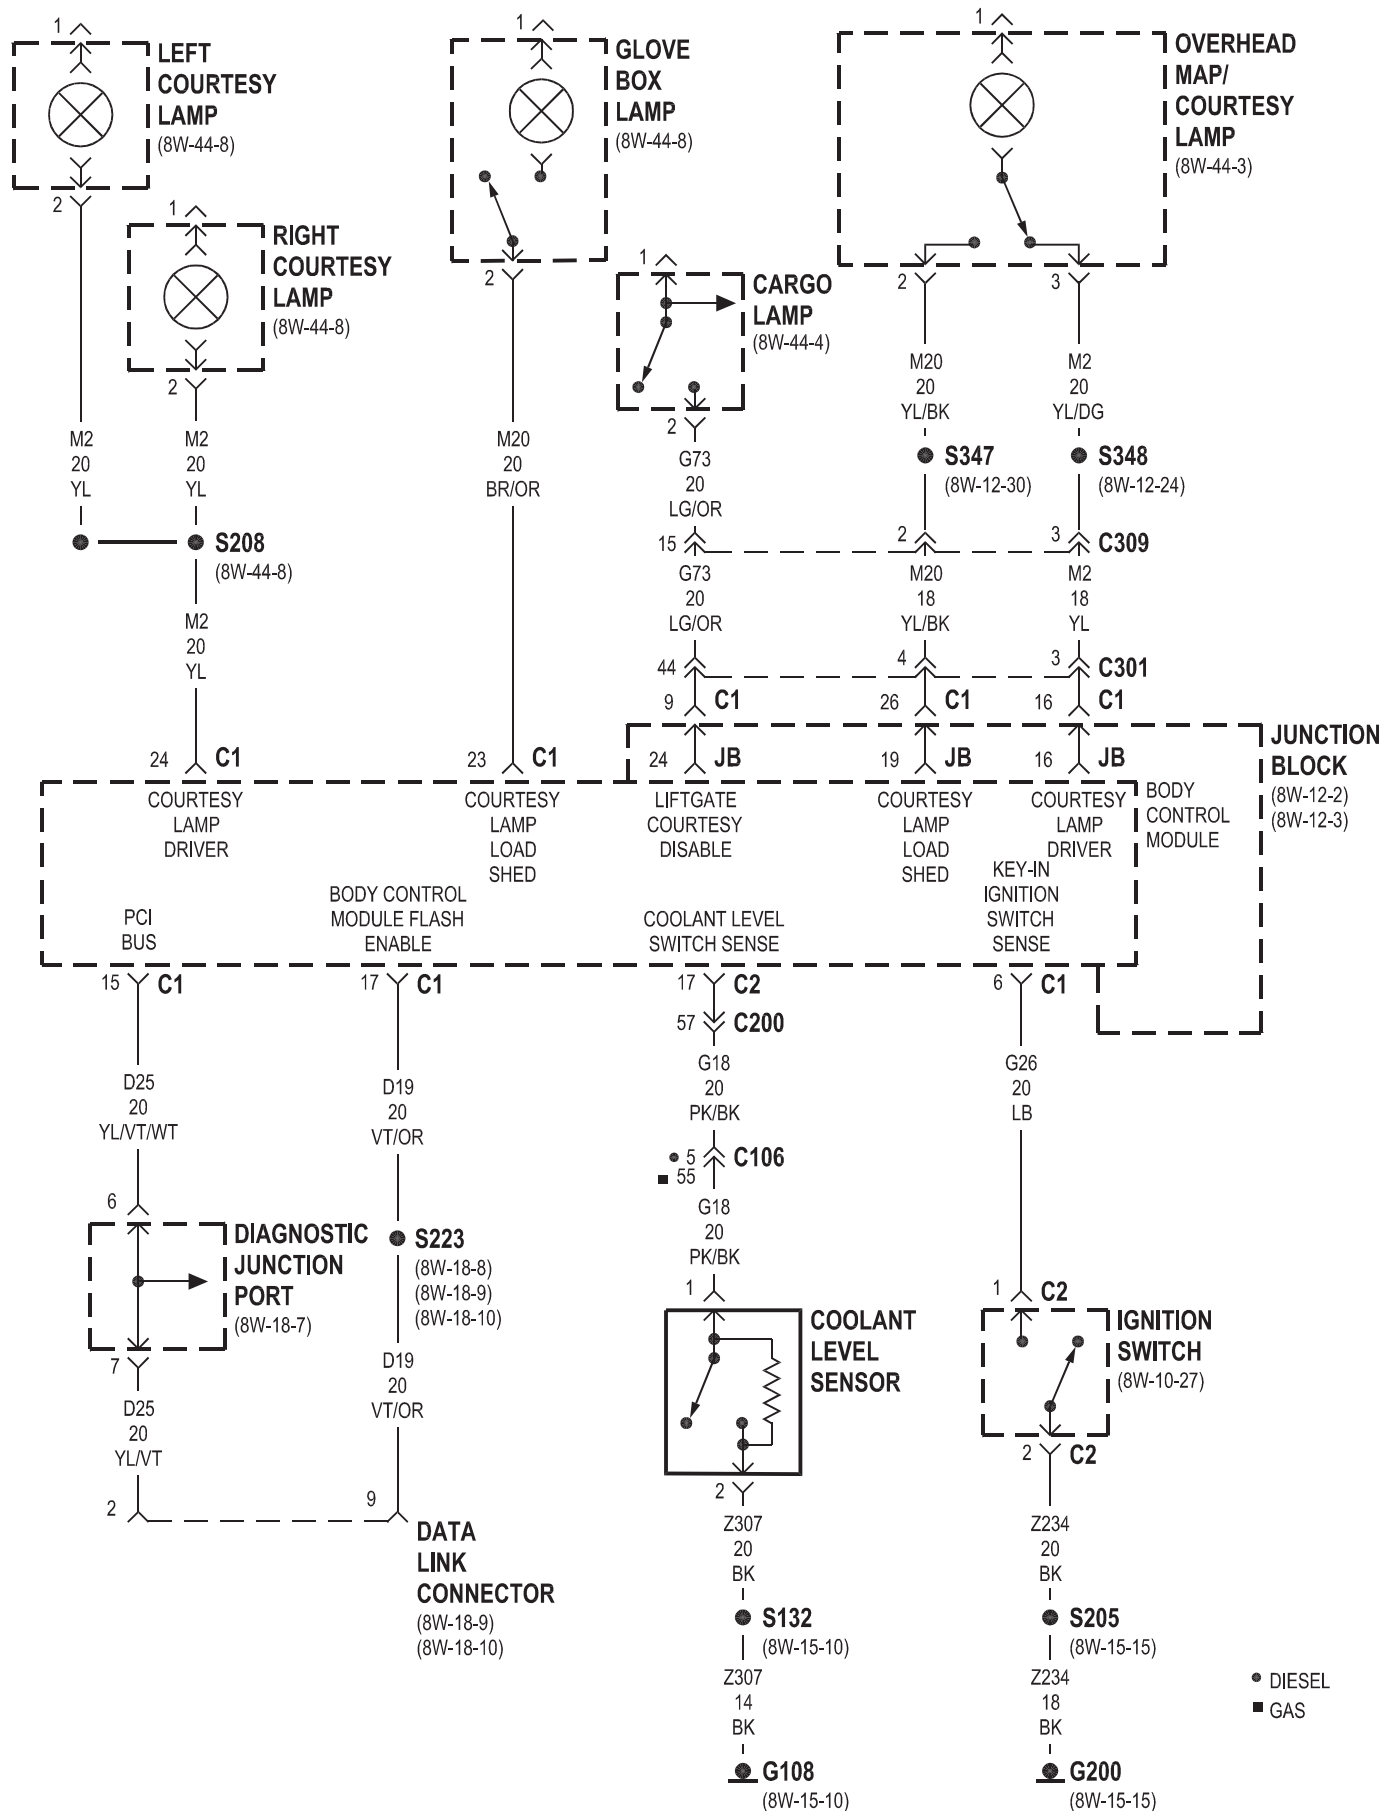 1
LEFT
COURTESY
LAMP
(8W-44-8)
2
1
RIGHT
COURTESY
LAMP
(8W-44-8)
2
1
GLOVE
BOX
LAMP
(8W-44-8)
2
1
CARGO
LAMP
(8W-44-4)
2
1
OVERHEAD
MAP/
COURTESY
LAMP
(8W-44-3)
2
3
M2
20
YL
M2
20
YL
S208
(8W-44-8)
M2
20
YL
M20
20
BR/OR
G73
20
LG/OR
M20
20
YL/BK
M2
20
YL/DG
S347
(8W-12-30)
S348
(8W-12-24)
15
2
3
C309
G73
20
LG/OR
M20
18
YL/BK
M2
18
YL
44
4
3
C301
9
C1
26
C1
16
C1
24
C1
23
C1
24
JB
19
JB
16
JB
JUNCTION
BLOCK
(8W-12-2)
(8W-12-3)
COURTESY
LAMP
DRIVER
COURTESY
LAMP
LOAD
SHED
LIFTGATE
COURTESY
DISABLE
COURTESY
LAMP
LOAD
SHED
COURTESY
LAMP
DRIVER
BODY
CONTROL
MODULE
PCI
BUS
BODY CONTROL
MODULE FLASH
ENABLE
COOLANT LEVEL
SWITCH SENSE
KEY-IN
IGNITION
SWITCH
SENSE
15
C1
17
C1
17
C2
6
C1
57
C200
D25
20
YL/VT/WT
D19
20
VT/OR
G18
20
PK/BK
G26
20
LB
5
55
C106
G18
20
PK/BK
6
DIAGNOSTIC
JUNCTION
PORT
(8W-18-7)
7
S223
(8W-18-8)
(8W-18-9)
(8W-18-10)
1
COOLANT
LEVEL
SENSOR
2
1
C2
IGNITION
SWITCH
(8W-10-27)
2
C2
D25
20
YL/VT
D19
20
VT/OR
2
9
DATA
LINK
CONNECTOR
(8W-18-9)
(8W-18-10)
Z307
20
BK
Z234
20
BK
S132
(8W-15-10)
S205
(8W-15-15)
Z307
14
BK
Z234
18
BK
G108
(8W-15-10)
G200
(8W-15-15)
DIESEL
GAS